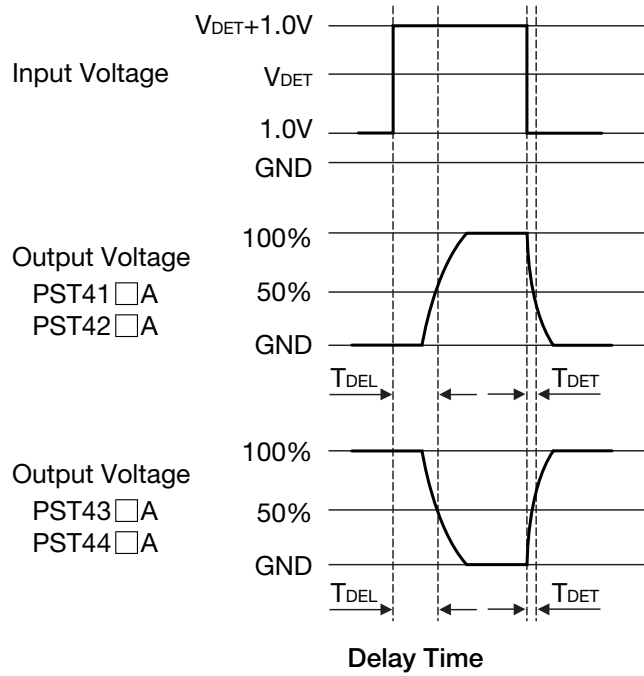 VDET+1.0V
Input Voltage
VDET
1.0V
GND
100%
Output Voltage
PST41□A
50%
PST42□A
GND
TDEL
TDET
100%
Output Voltage
PST43□A
50%
PST44□A
GND
TDEL
TDET
Delay Time